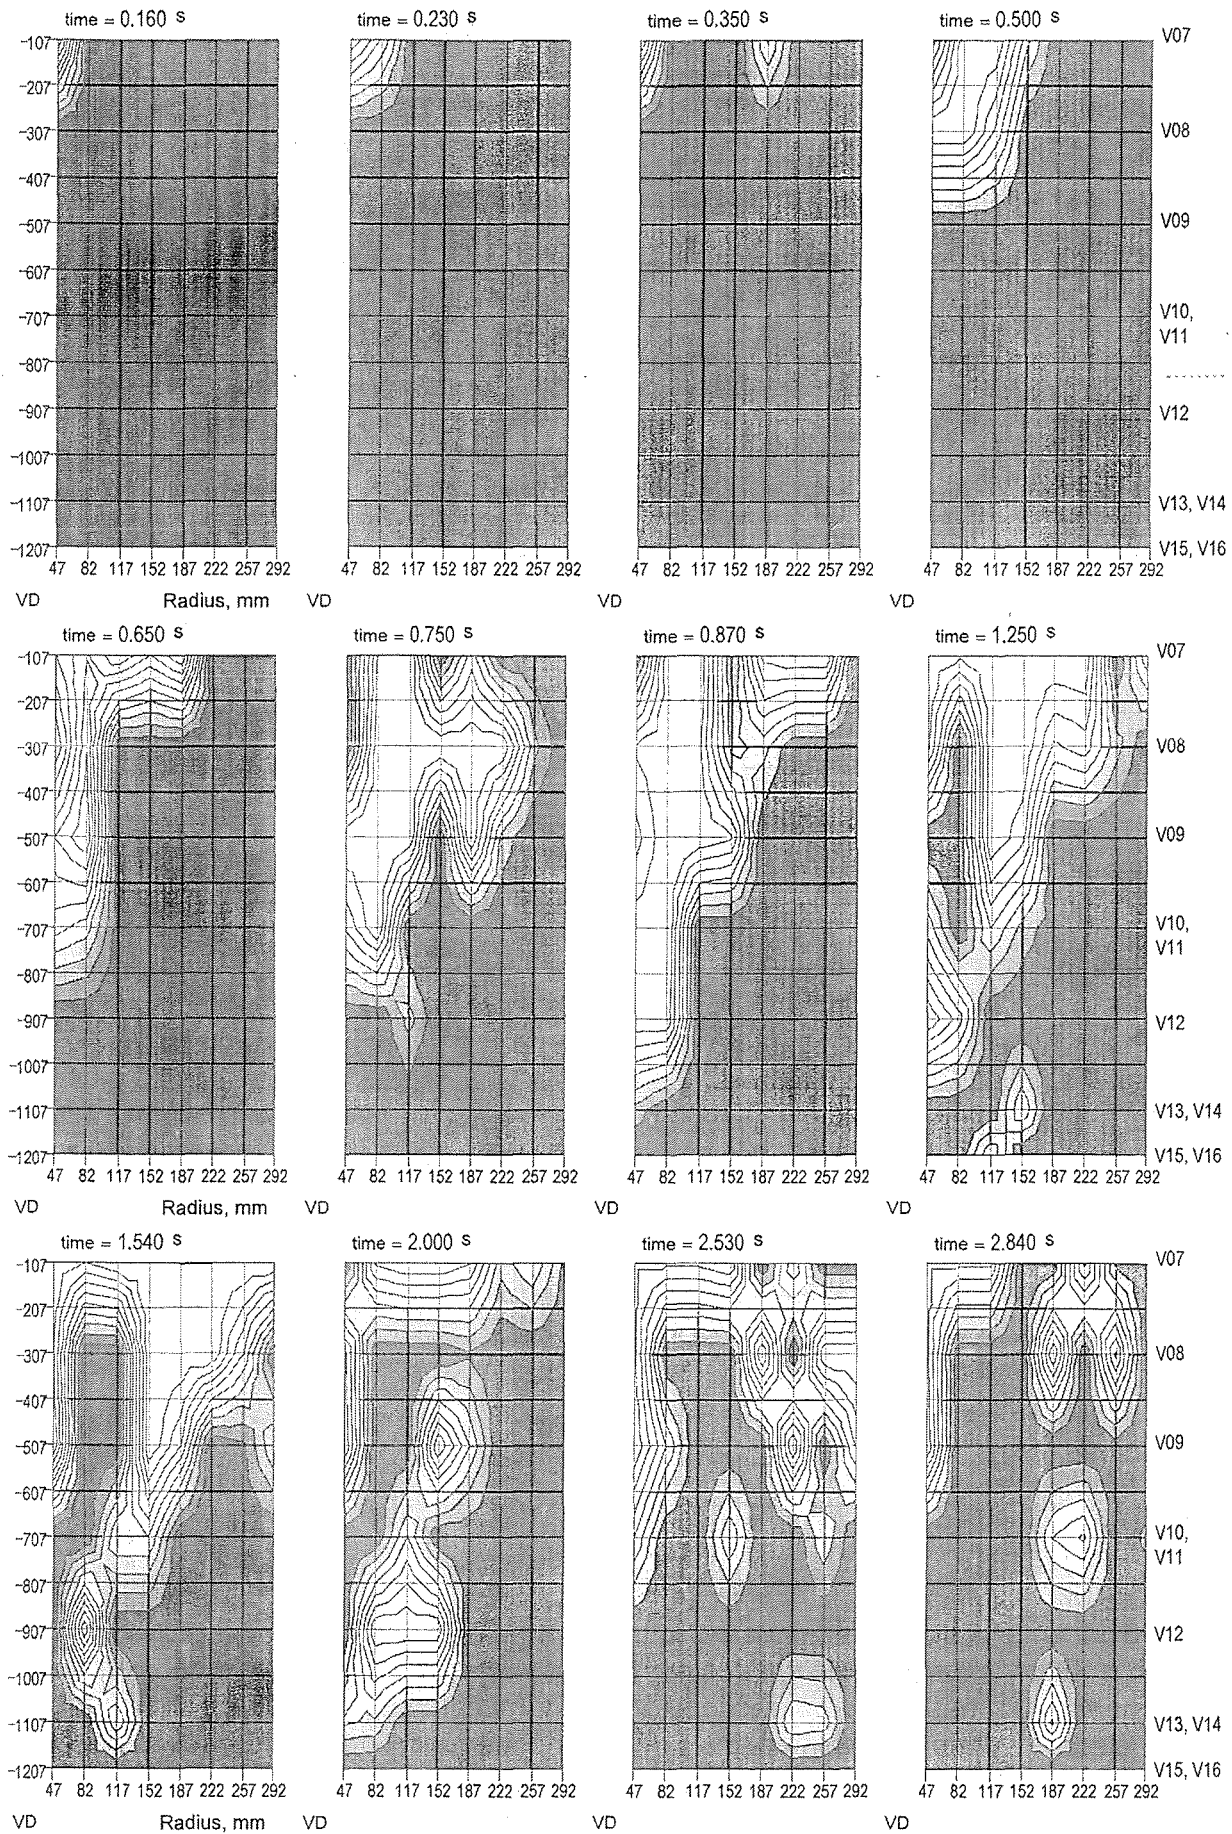 time = 0.160 s
time = 0.230 s
time = 0.350 s
time = 0.500 s
-107
-207
-307
-407
-507
-607
-707
-807
-907
-1007
-1107
-1207
V07
V08
V09
V10,
V11
V12
V13, V14
V15, V16
47 82 117 152 187 222 257 292
47 82 117 152 187 222 257 292
47 82 117 152 187 222 257 292
47 82 117 152 187 222 257 292
VD Radius, mm
VD
VD
VD
time = 0.650 s
time = 0.750 s
time = 0.870 s
time = 1.250 s
-107
-207
-307
-407
-507
-607
-707
-807
-907
-1007
-1107
-1207
V07
V08
V09
V10,
V11
V12
V13, V14
V15, V16
47 82 117 152 187 222 257 292
47 82 117 152 187 222 257 292
47 82 117 152 187 222 257 292
47 82 117 152 187 222 257 292
VD Radius, mm
VD
VD
VD
time = 1.540 s
time = 2.000 s
time = 2.530 s
time = 2.840 s
-107
-207
-307
-407
-507
-607
-707
-807
-907
-1007
-1107
-1207
V07
V08
V09
V10,
V11
V12
V13, V14
V15, V16
47 82 117 152 187 222 257 292
47 82 117 152 187 222 257 292
47 82 117 152 187 222 257 292
47 82 117 152 187 222 257 292
VD Radius, mm
VD
VD
VD